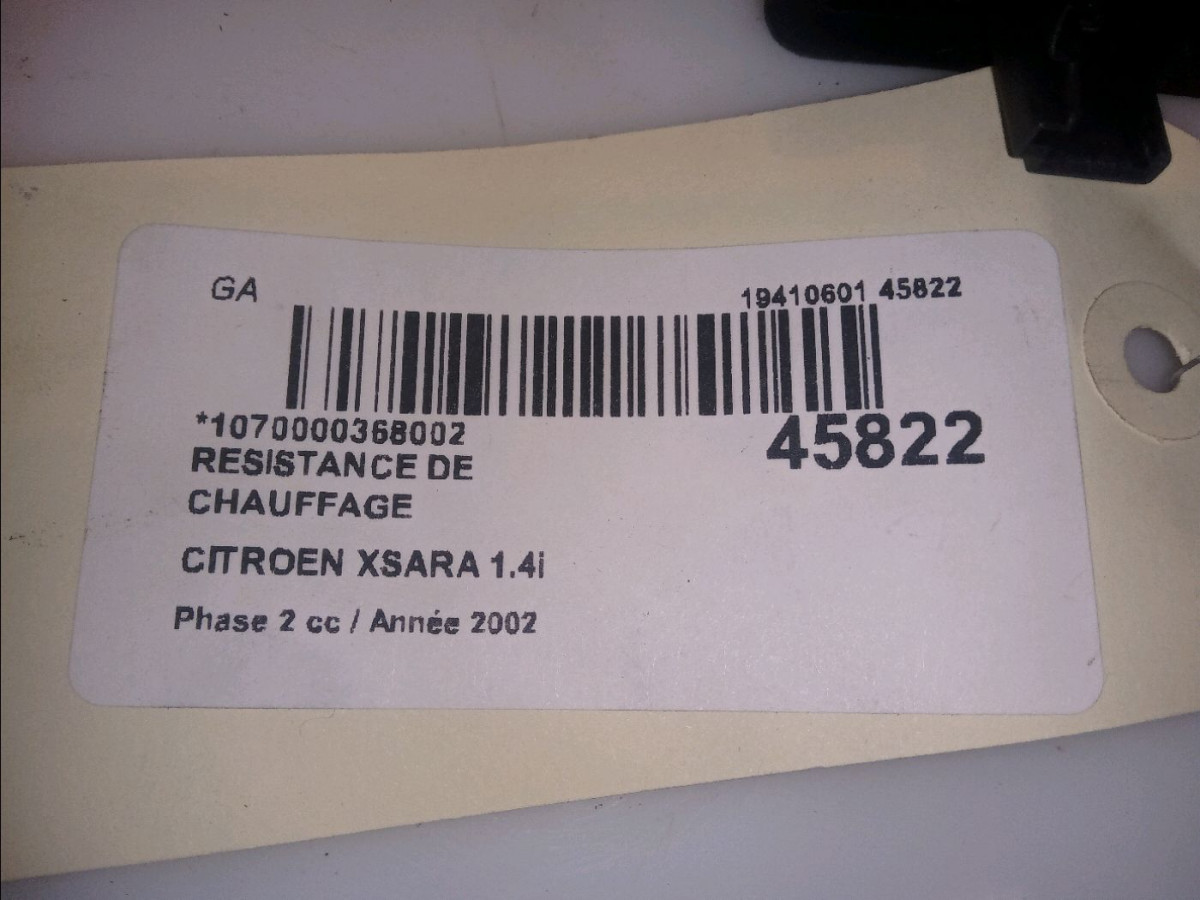 GA 19410601 45822
*1070000368002
45822
RESISTANCE DE
CHAUFFAGE
CITROEN XSARA 1.4i
Phase 2 cc / Année 2002